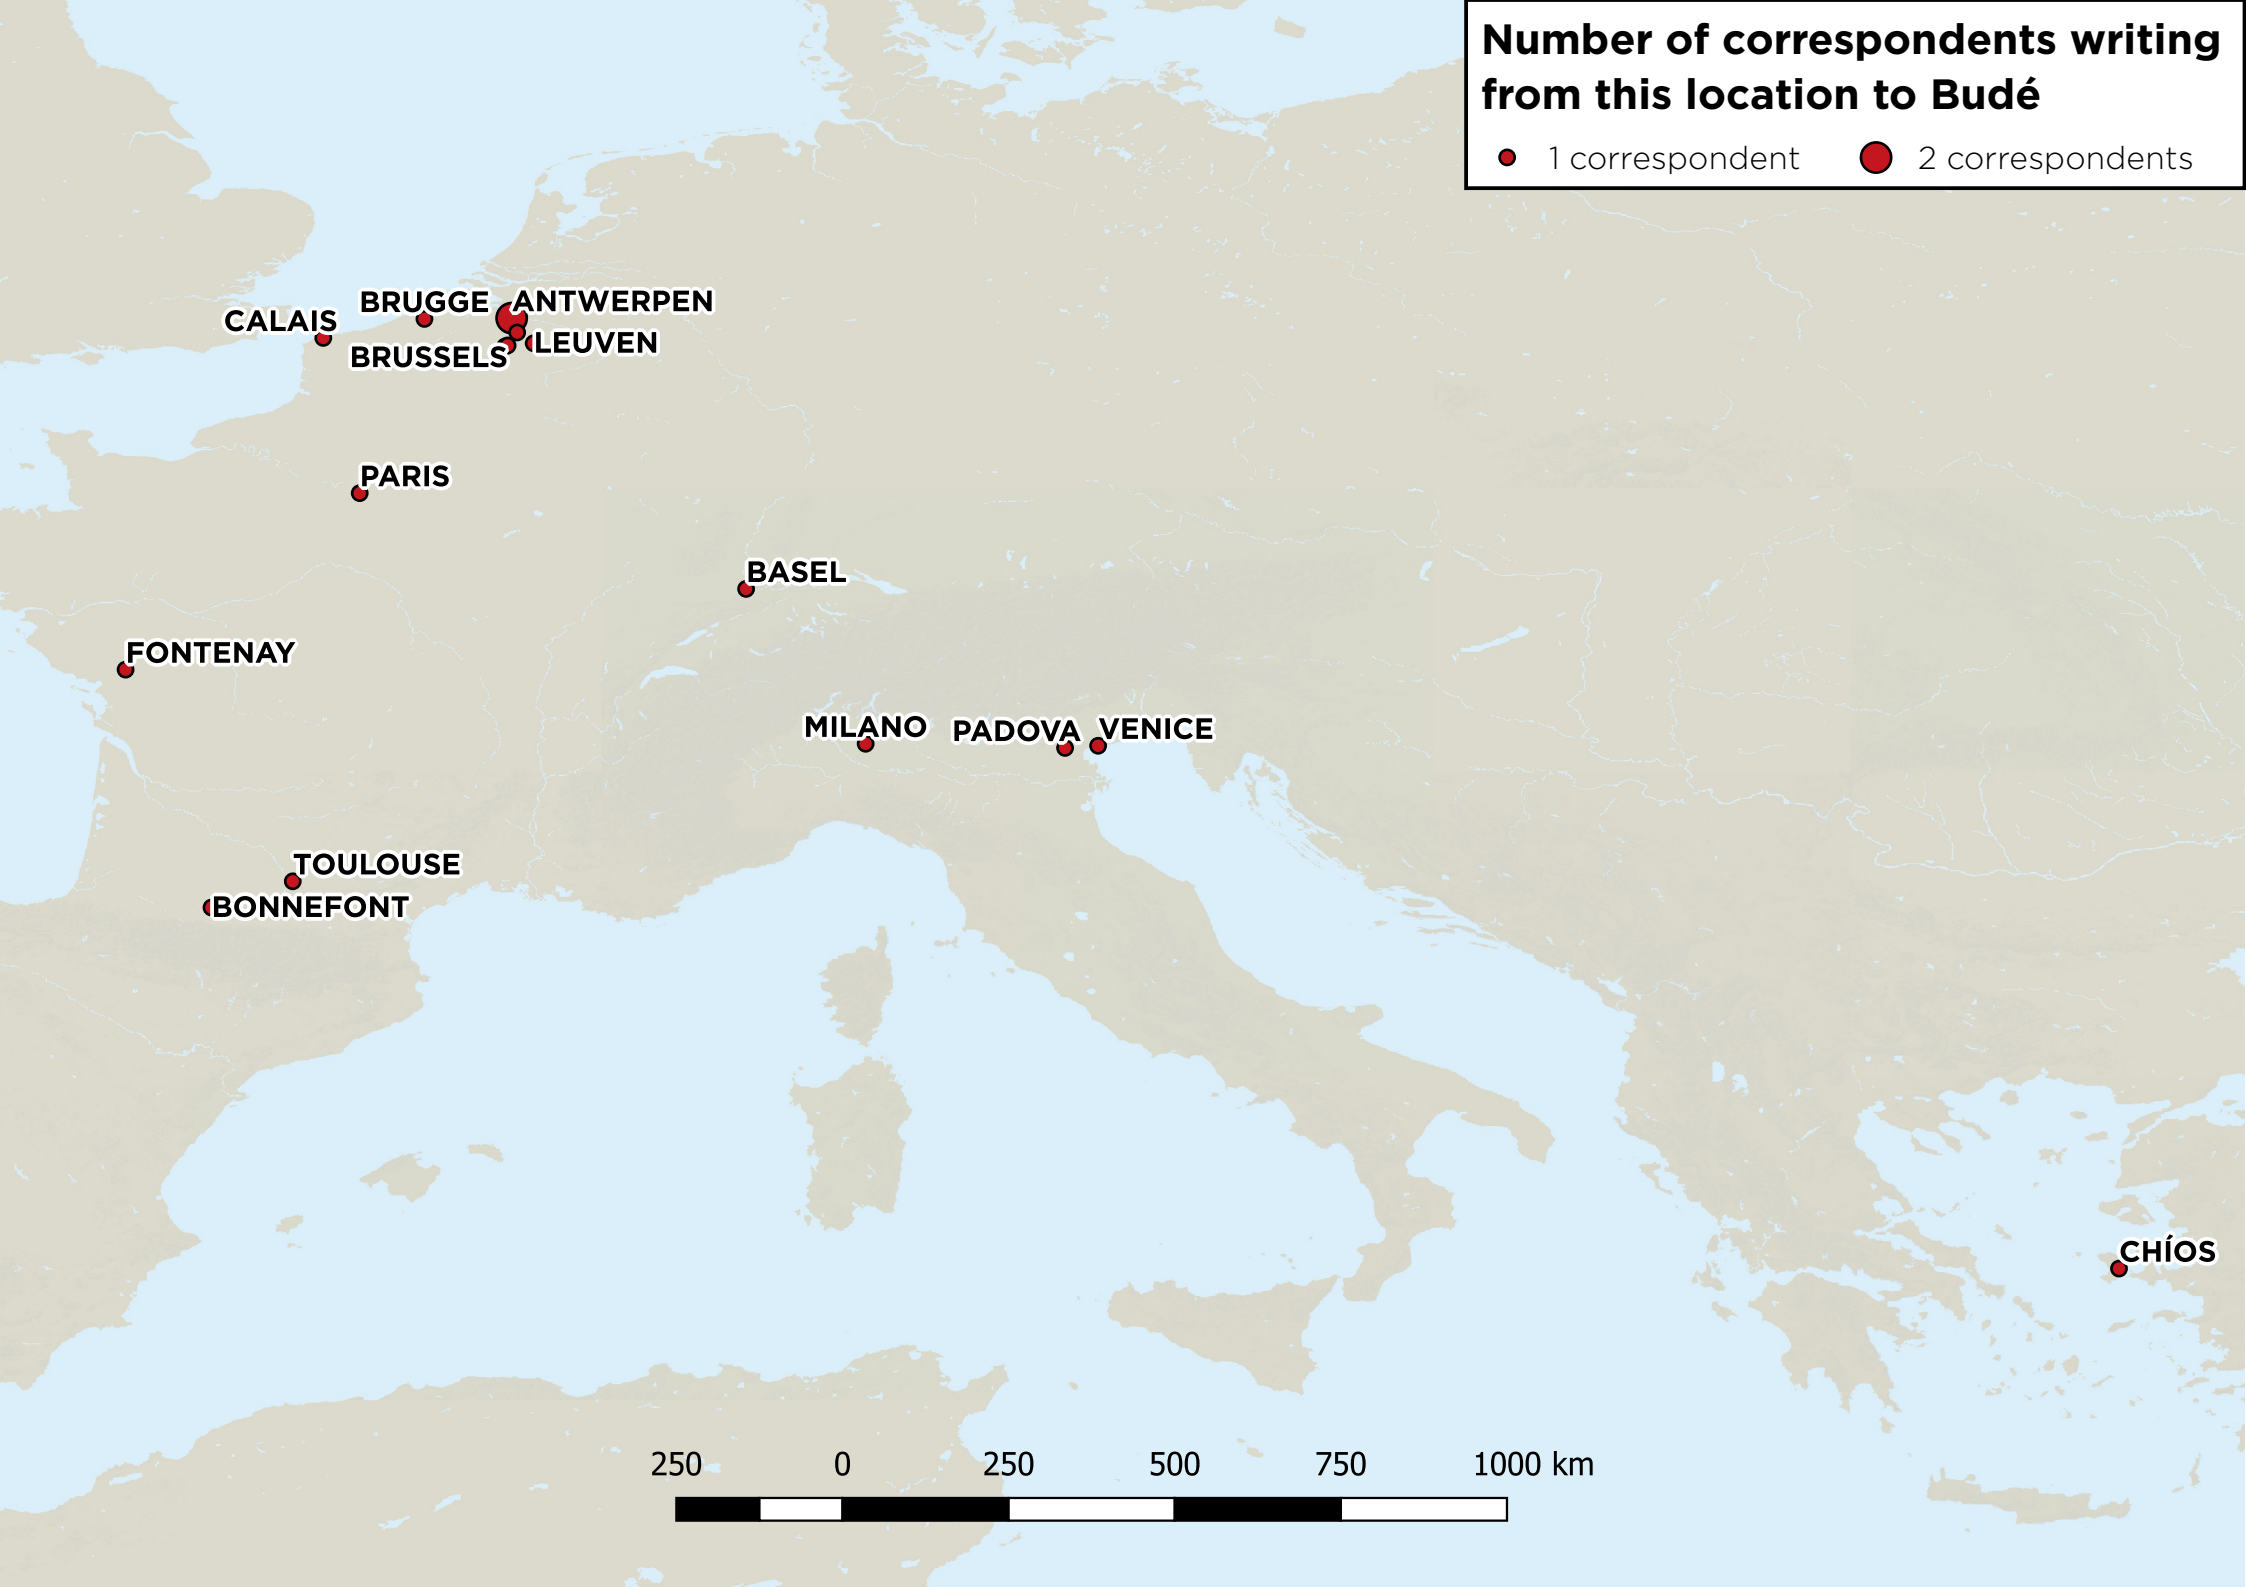 Number of correspondents writing
from this location to Budé
1 correspondent
2 correspondents
BRUGGE
ANTWERPEN
CALAIS
LEUVEN
BRUSSELS
PARIS
BASEL
FONTENAY
MILANO
PADOVA
VENICE
TOULOUSE
BONNEFONT
CHÍOS
250 0 250 500 750 1000 km